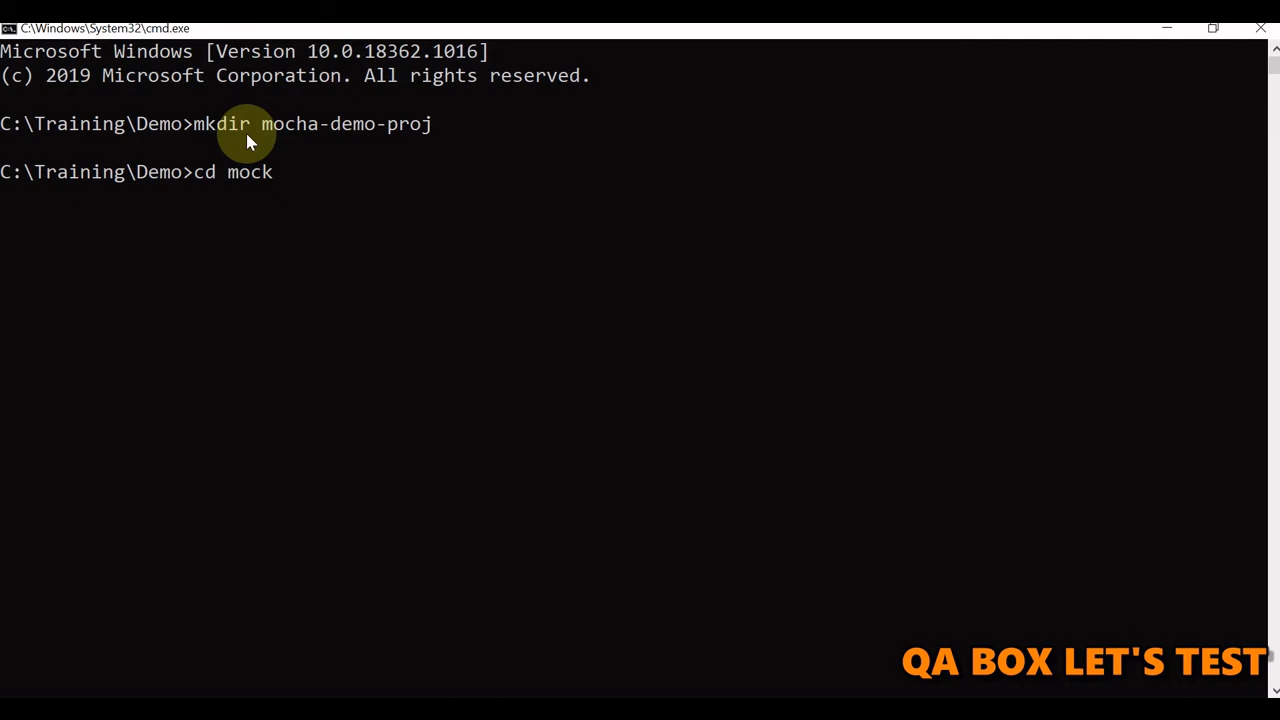 C:\Windows\System32\cmd.exe
Microsoft Windows [Version 10.0.18362.1016]
(c) 2019 Microsoft Corporation. All rights reserved.
C:\Training\Demo>mkdir mocha-demo-proj
C:\Training\Demo>cd mock
QA BOX LET'S TEST